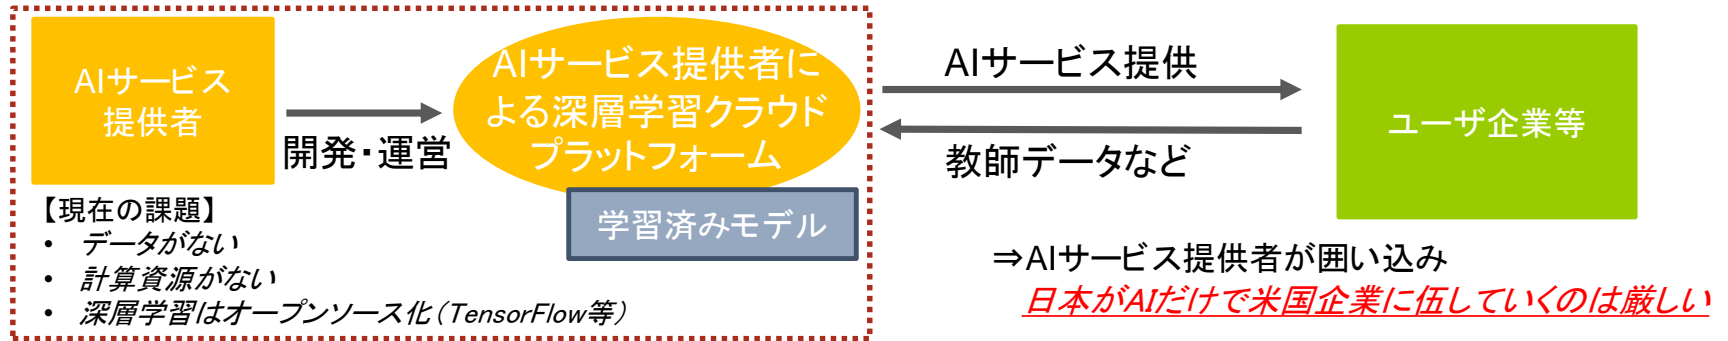 AIサービス
提供者
開発・運営
AIサービス提供者に
よる深層学習クラウド
プラットフォーム
学習済みモデル
AIサービス提供
教師データなど
ユーザ企業等
【現在の課題】
• データがない
• 計算資源がない
• 深層学習はオープンソース化（TensorFlow等）
⇒AIサービス提供者が囲い込み
日本がAIだけで米国企業に伍していくのは厳しい